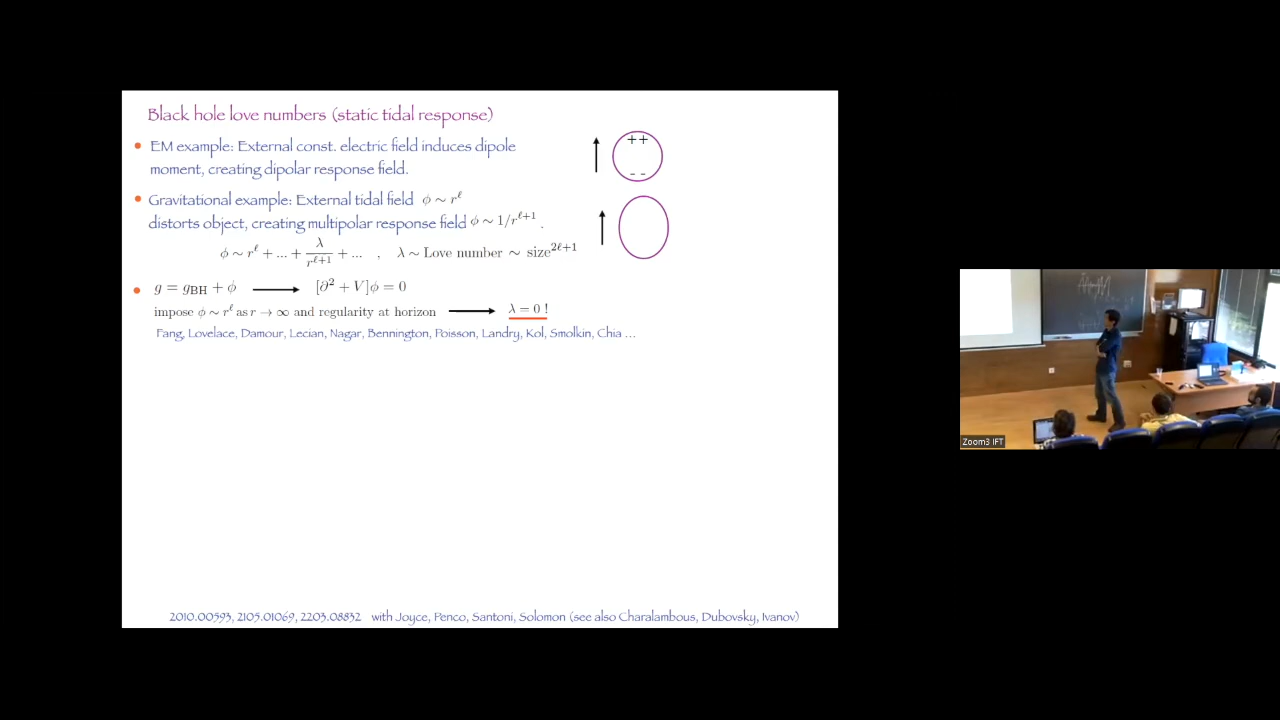 Black hole love numbers (static tidal response)
• EM example: External const. electric field induces dipole
moment, creating dipolar response field.
++
- -
• Gravitational example: External tidal field ϕ ∼ r^ℓ
distorts object, creating multipolar response field ϕ ∼ 1/r^{ℓ+1} .
ϕ ∼ r^ℓ + ... + λ/r^{ℓ+1} + ... , λ ∼ Love number ∼ size^{2ℓ+1}
• g = g_BH + ϕ ⟶ [∂² + V]ϕ = 0
impose ϕ ∼ r^ℓ as r → ∞ and regularity at horizon ⟶ λ = 0 !
Fang, Lovelace, Damour, Lecian, Nagar, Bennington, Poisson, Landry, Kol, Smolkin, Chia ...
2010.00593, 2105.01069, 2203.08832 with Joyce, Penco, Santoni, Solomon (see also Charalambous, Dubovsky, Ivanov)
Zoom3 IFT